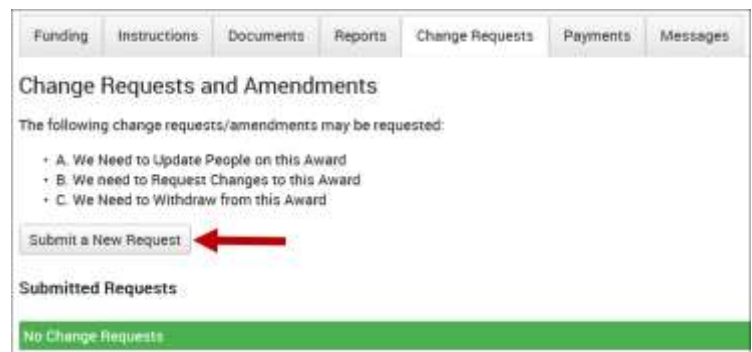 Funding Instructions Documents Reports Change Requests Payments Messages
Change Requests and Amendments
The following change requests/amendments may be requested:
• A. We Need to Update People on this Award
• B. We need to Request Changes to this Award
• C. We Need to Withdraw from this Award
Submit a New Request
Submitted Requests
No Change Requests